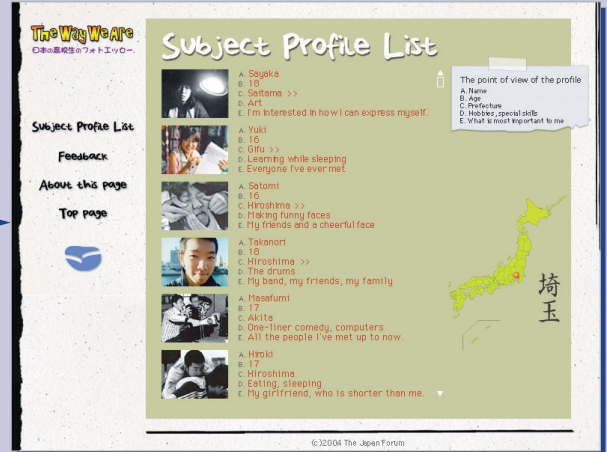 The Way We Are
日本の高校生のフォトエッセー.
Subject Profile List
Feedback
About this page
Top page
Subject Profile List
A. Sayaka
B. 18
C. Saitama >>
D. Art
E. I'm interested in how I can express myself.
A. Yuki
B. 16
C. Gifu >>
D. Learning while sleeping
E. Everyone I've ever met
A. Satomi
B. 16
C. Hiroshima >>
D. Making funny faces
E. My friends and a cheerful face
A. Takanori
B. 18
C. Hiroshima >>
D. The drums
E. My band, my friends, my family
A. Masafumi
B. 17
C. Akita
D. One-liner comedy, computers
E. All the people I've met up to now.
A. Hiroki
B. 17
C. Hiroshima
D. Eating, sleeping
E. My girlfriend, who is shorter than me.
The point of view of the profile
A. Name
B. Age
C. Prefecture
D. Hobbies, special skills
E. What is most important to me
埼玉
(c)2004 The Japan Forum